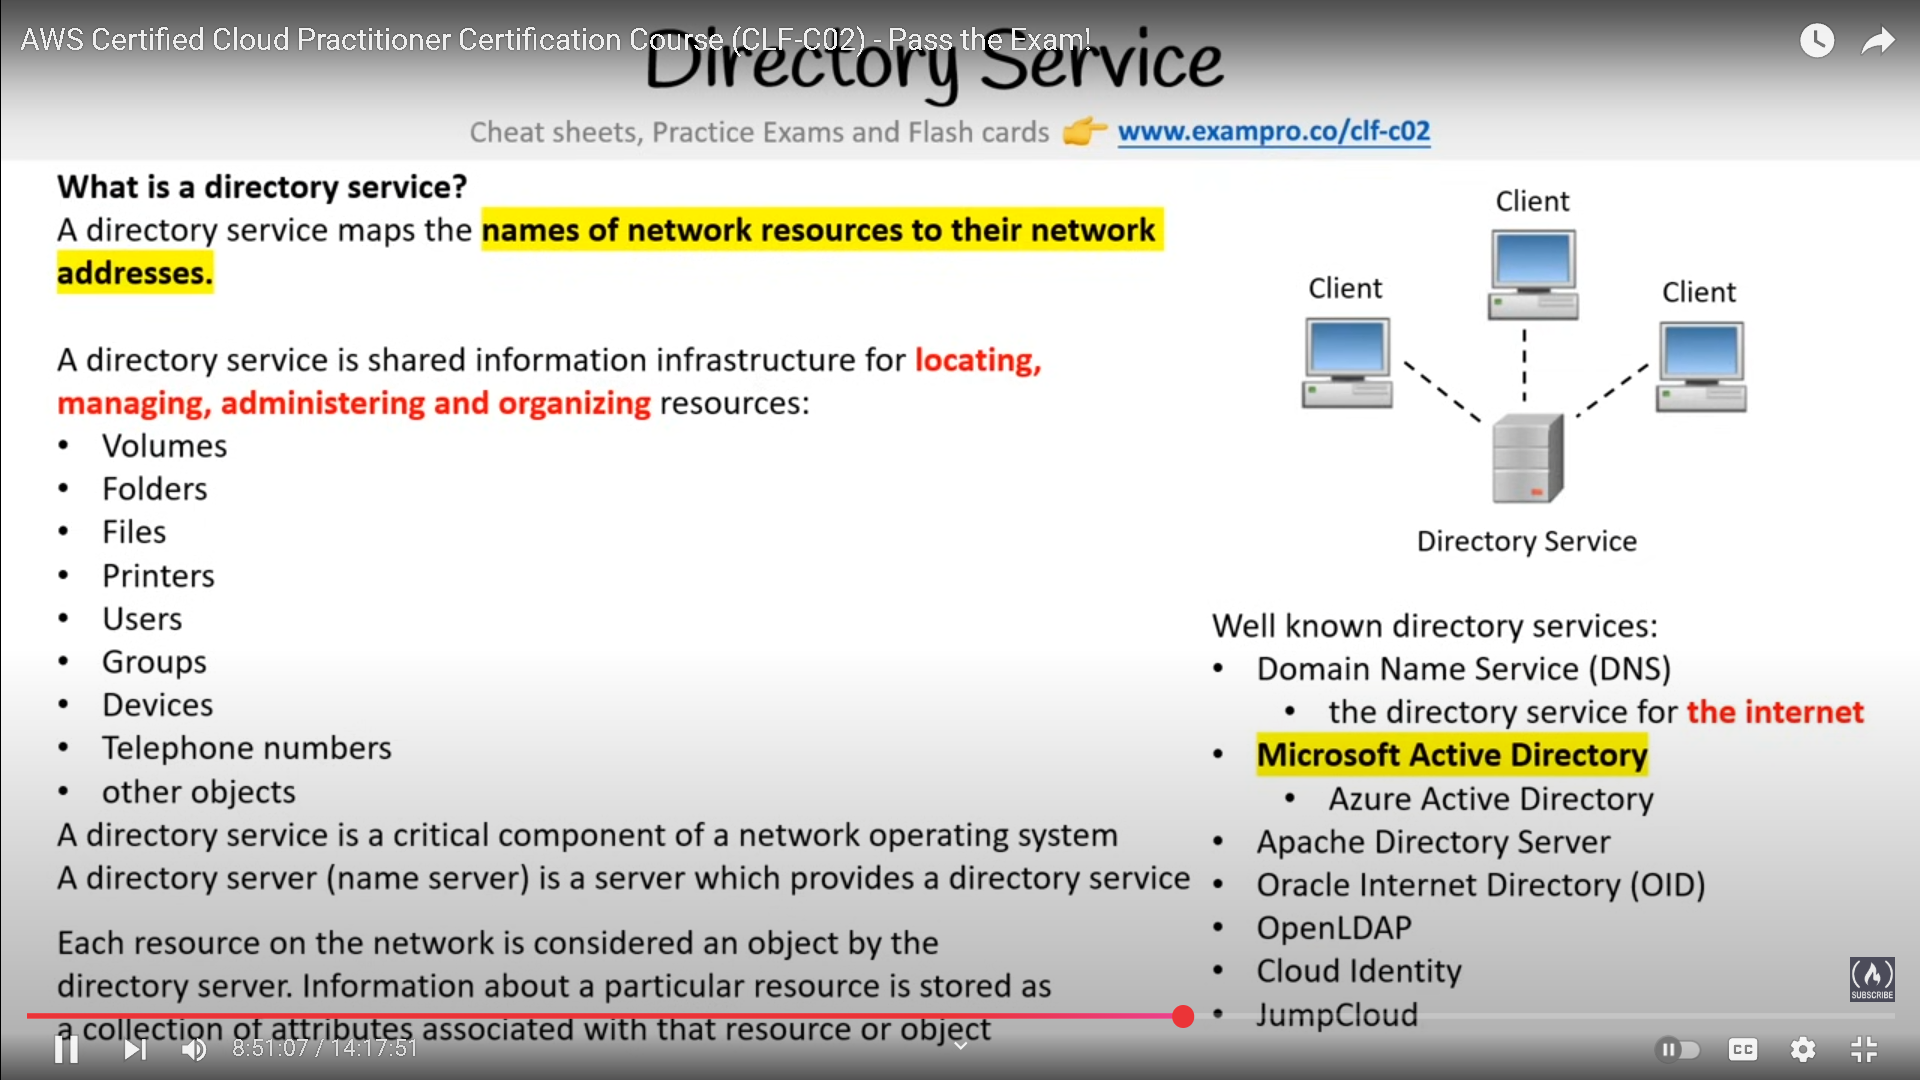 AWS Certified Cloud Practitioner Certification Course (CLF-C02) - Pass the Exam!
Directory Service
Cheat sheets, Practice Exams and Flash cards 👉 www.exampro.co/clf-c02
What is a directory service?
A directory service maps the names of network resources to their network
addresses.
A directory service is shared information infrastructure for locating,
managing, administering and organizing resources:
• Volumes
• Folders
• Files
• Printers
• Users
• Groups
• Devices
• Telephone numbers
• other objects
A directory service is a critical component of a network operating system
A directory server (name server) is a server which provides a directory service
Each resource on the network is considered an object by the
directory server. Information about a particular resource is stored as
a collection of attributes associated with that resource or object
Client
Client
Client
Directory Service
Well known directory services:
• Domain Name Service (DNS)
• the directory service for the internet
• Microsoft Active Directory
• Azure Active Directory
• Apache Directory Server
• Oracle Internet Directory (OID)
• OpenLDAP
• Cloud Identity
• JumpCloud
SUBSCRIBE
8:51:07 / 14:17:51
CC